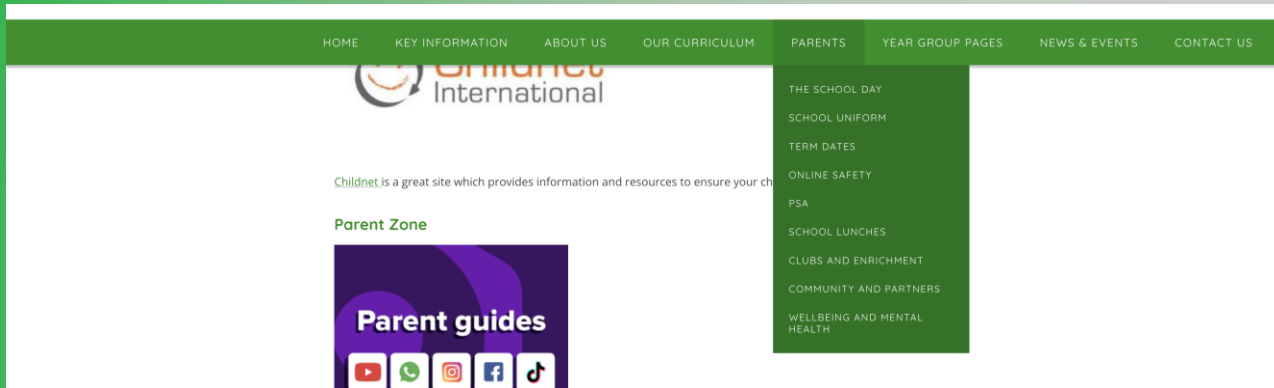 HOME KEY INFORMATION ABOUT US OUR CURRICULUM PARENTS YEAR GROUP PAGES NEWS & EVENTS CONTACT US
Childnet
International
THE SCHOOL DAY
SCHOOL UNIFORM
TERM DATES
ONLINE SAFETY
PSA
SCHOOL LUNCHES
CLUBS AND ENRICHMENT
COMMUNITY AND PARTNERS
WELLBEING AND MENTAL
HEALTH
Childnet is a great site which provides information and resources to ensure your ch
Parent Zone
Parent guides